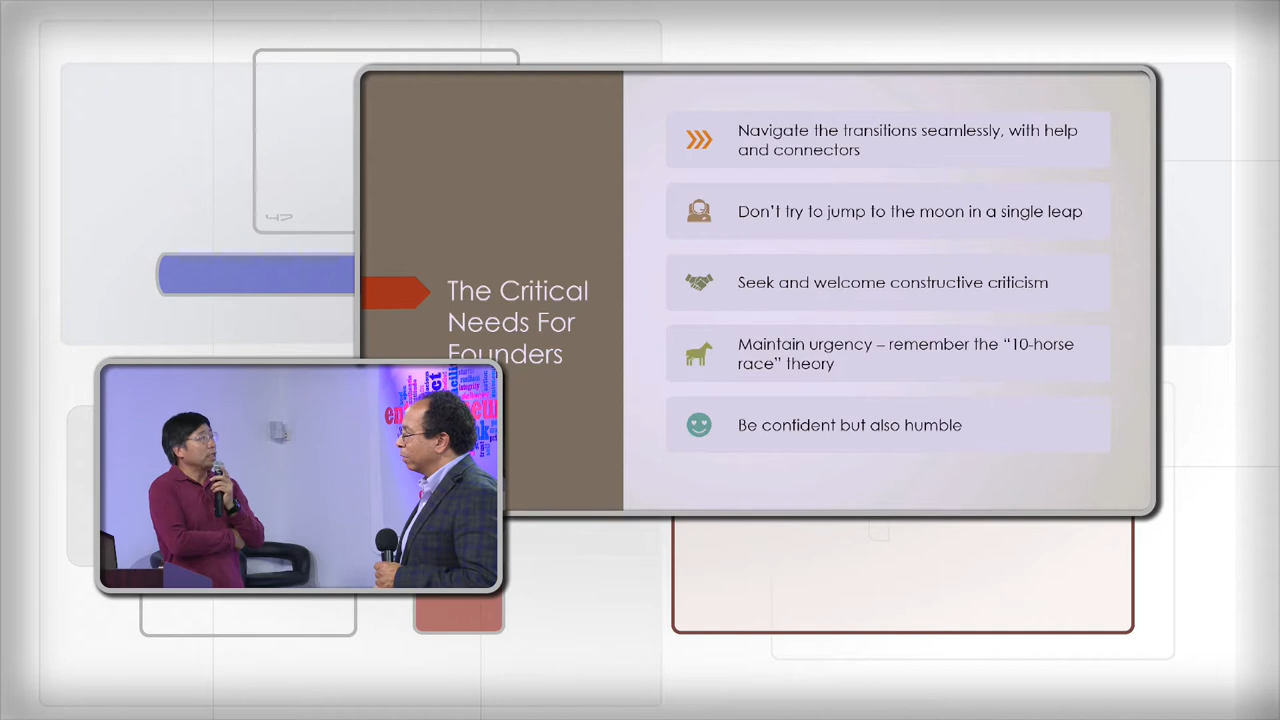 47
The Critical
Needs For
Founders
Navigate the transitions seamlessly, with help
and connectors
Don't try to jump to the moon in a single leap
Seek and welcome constructive criticism
Maintain urgency – remember the "10-horse
race" theory
Be confident but also humble
integrity